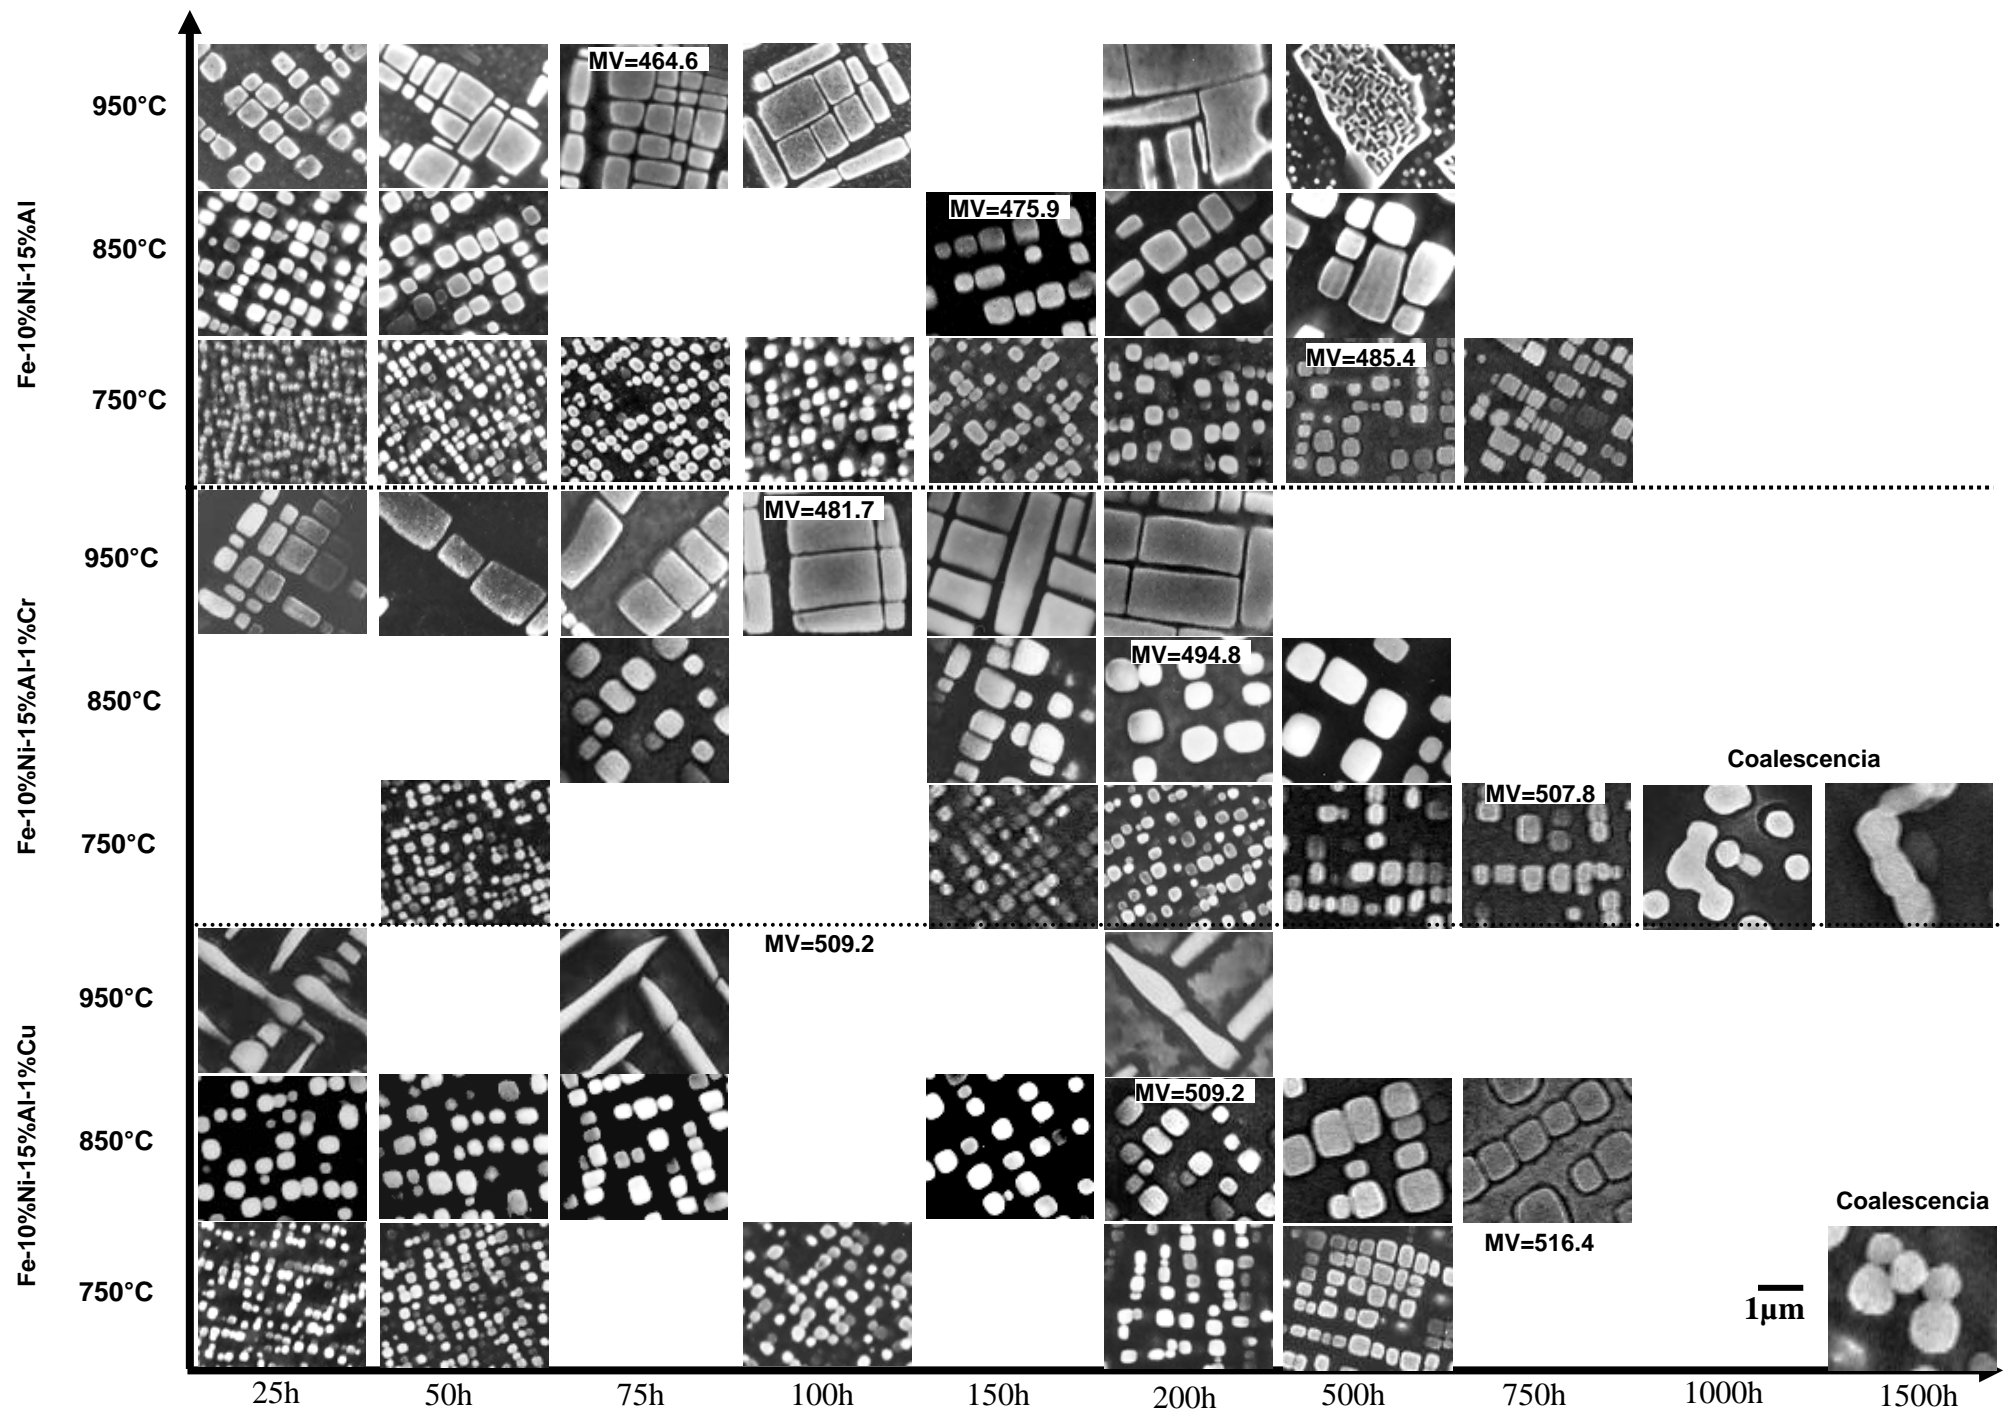 Fe-10%Ni-15%Al
950°C
MV=464.6
850°C
MV=475.9
750°C
MV=485.4
Fe-10%Ni-15%Al-1%Cr
950°C
MV=481.7
850°C
MV=494.8
Coalescencia
750°C
MV=507.8
Fe-10%Ni-15%Al-1%Cu
950°C
MV=509.2
850°C
MV=509.2
Coalescencia
750°C
MV=516.4
1µm
25h 50h 75h 100h 150h 200h 500h 750h 1000h 1500h